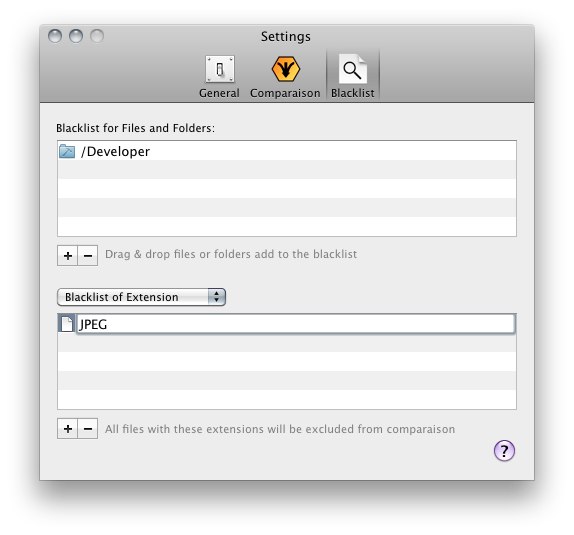 Settings
General Comparaison Blacklist
Blacklist for Files and Folders:
/Developer
+ − Drag & drop files or folders add to the blacklist
Blacklist of Extension
JPEG
+ − All files with these extensions will be excluded from comparaison
?